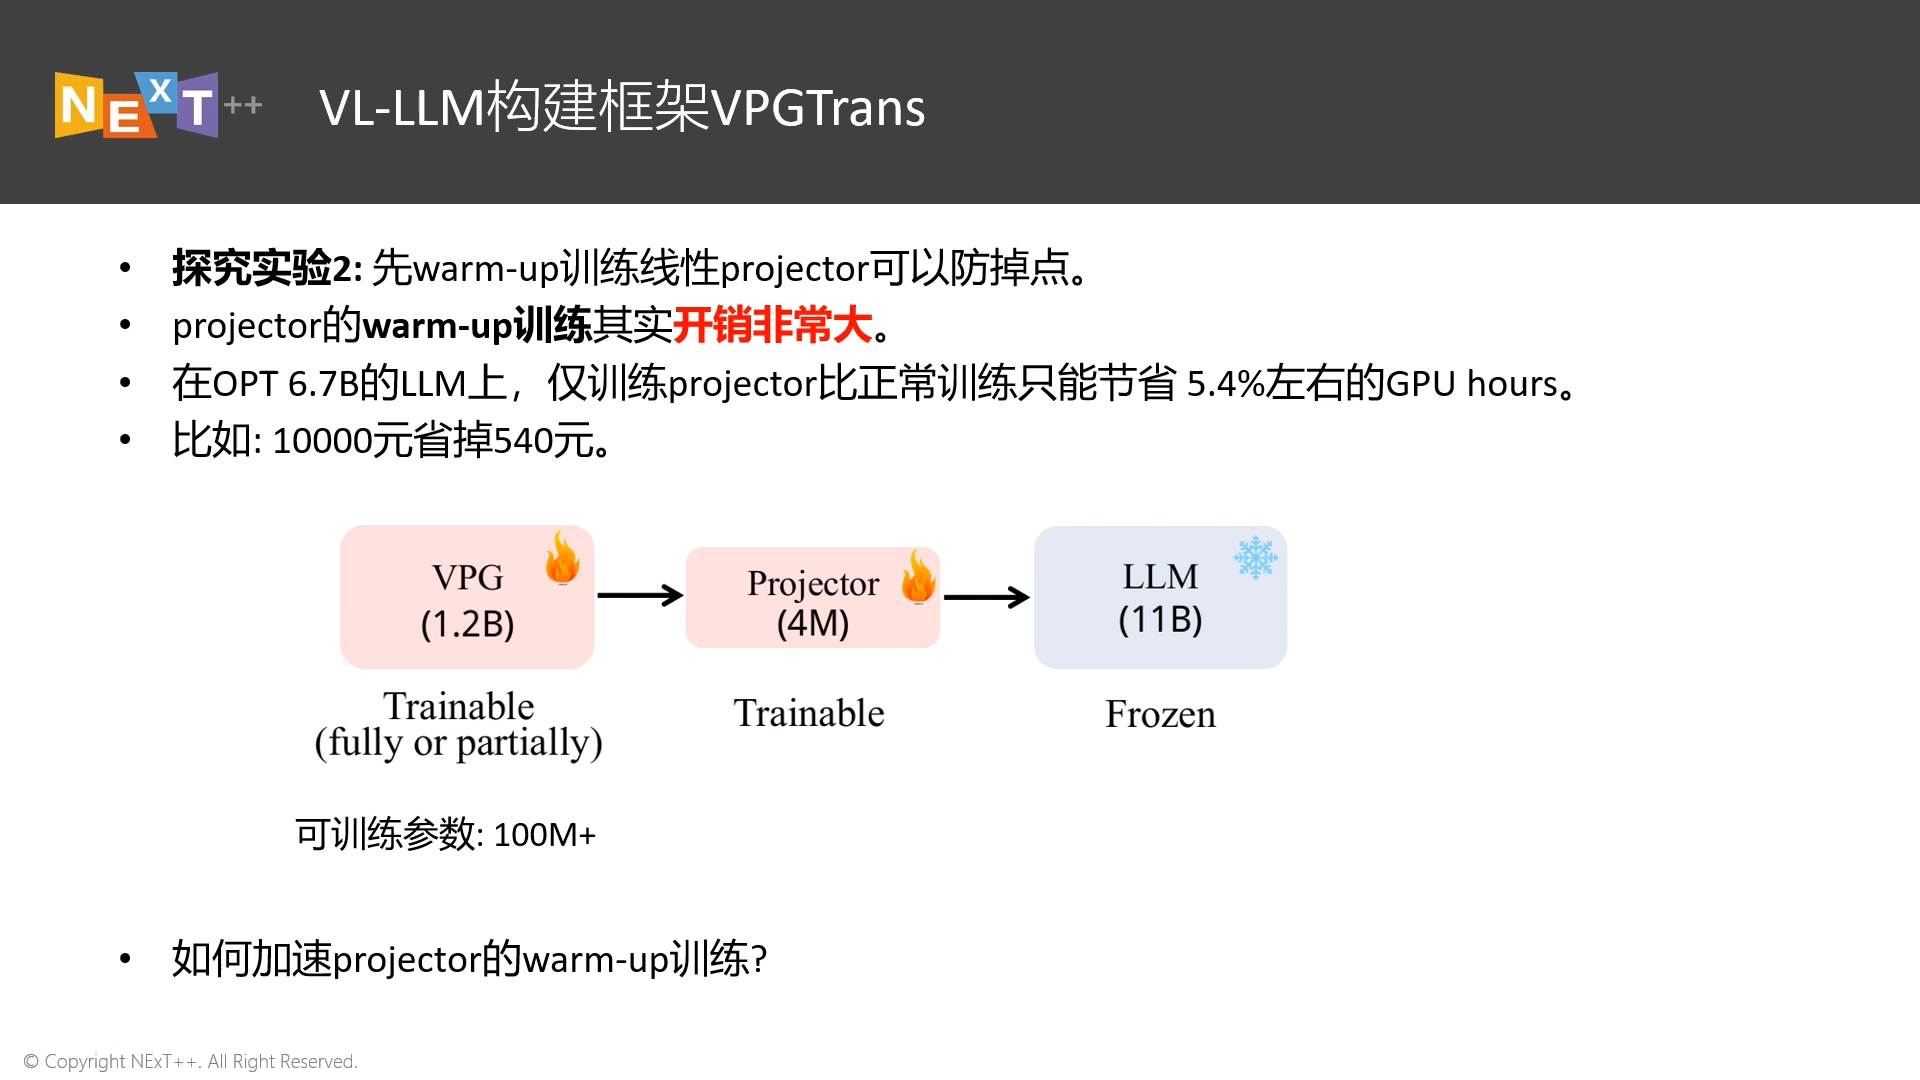 NExT++
VL-LLM构建框架VPGTrans
• 探究实验2: 先warm-up训练线性projector可以防掉点。
• projector的warm-up训练其实开销非常大。
• 在OPT 6.7B的LLM上，仅训练projector比正常训练只能节省 5.4%左右的GPU hours。
• 比如: 10000元省掉540元。
VPG
(1.2B)
Projector
(4M)
LLM
(11B)
Trainable
(fully or partially)
Trainable
Frozen
可训练参数: 100M+
• 如何加速projector的warm-up训练?
© Copyright NExT++. All Right Reserved.